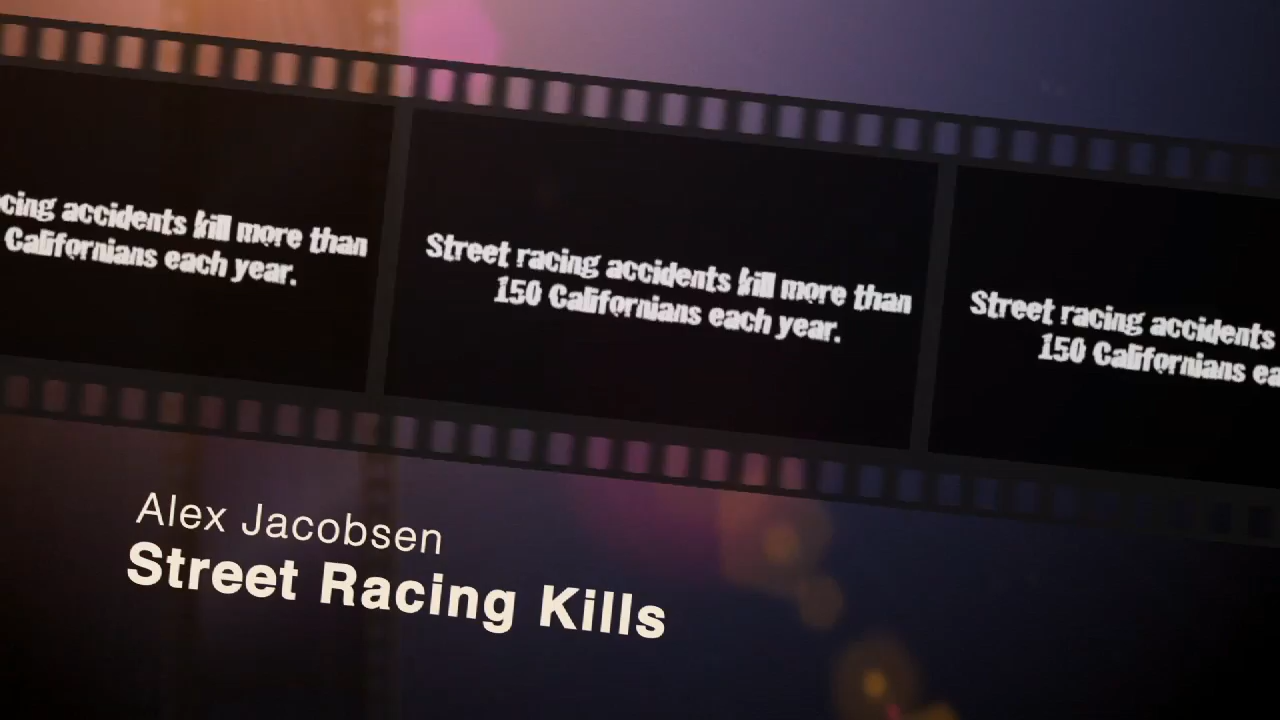 cing accidents kill more than
Californians each year.
Street racing accidents kill more than
150 Californians each year.
Street racing accidents
150 Californians ea
Alex Jacobsen
Street Racing Kills